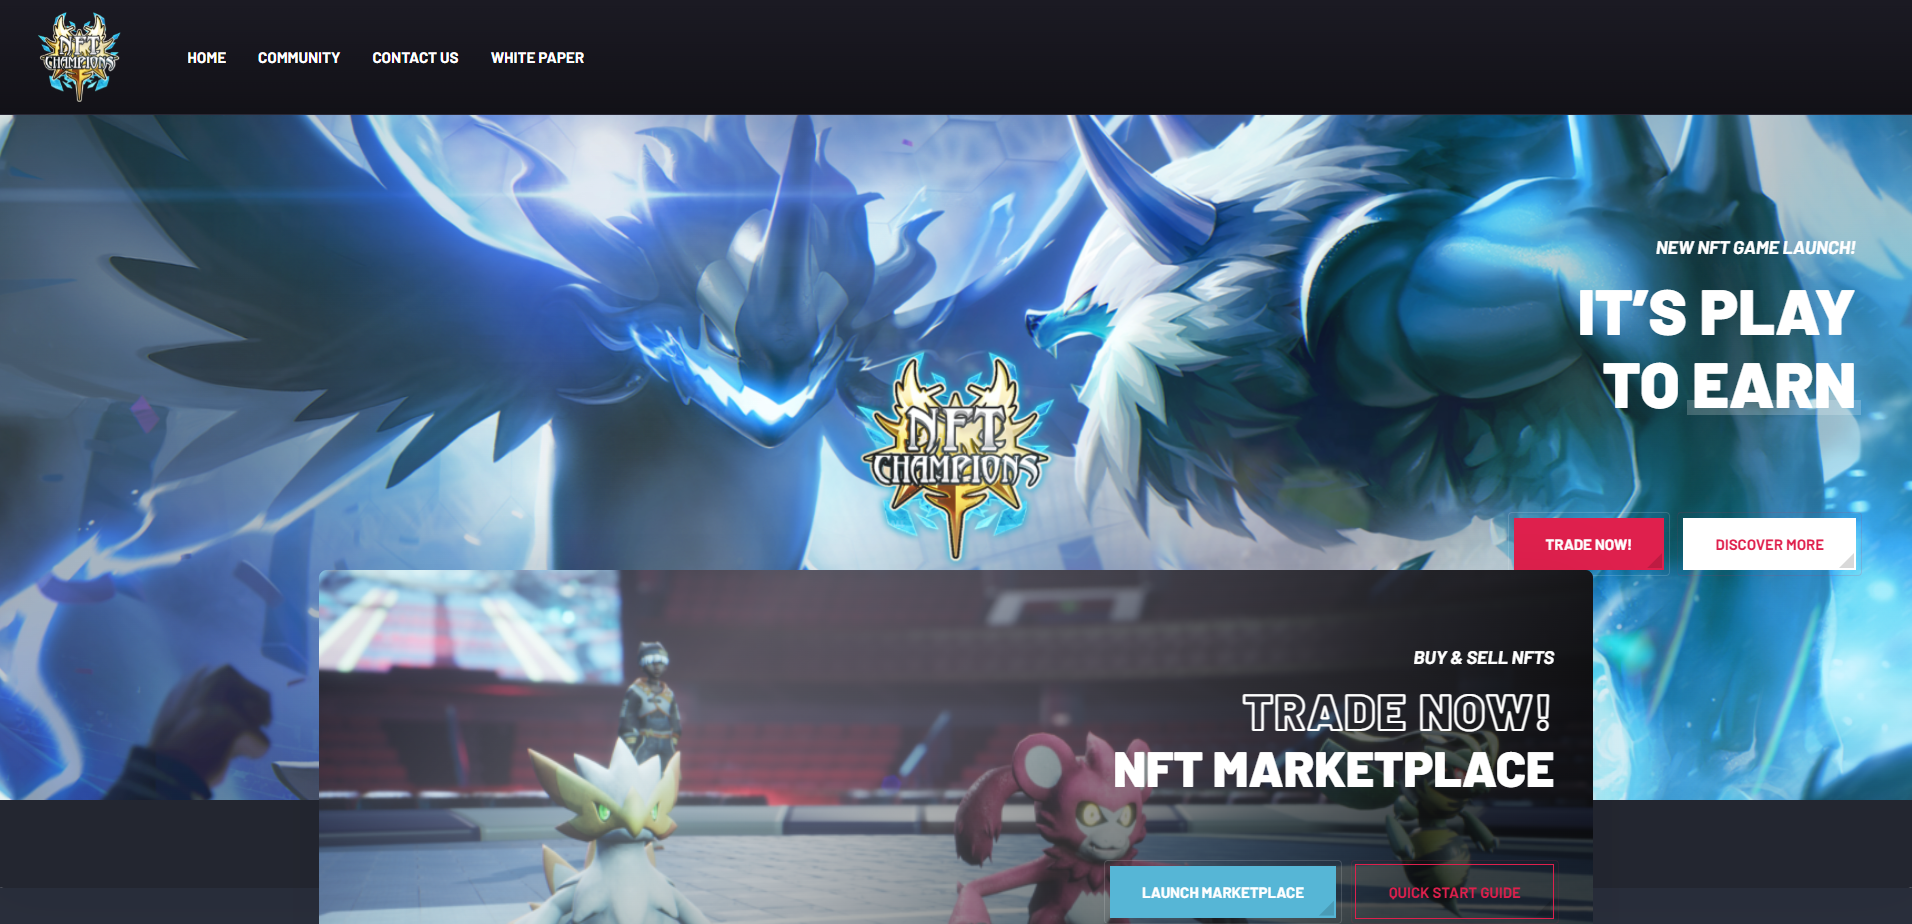 NFT
CHAMPIONS
HOME
COMMUNITY
CONTACT US
WHITE PAPER
NEW NFT GAME LAUNCH!
IT'S PLAY
TO EARN
NFT
CHAMPIONS
TRADE NOW!
DISCOVER MORE
BUY & SELL NFTS
TRADE NOW!
NFT MARKETPLACE
LAUNCH MARKETPLACE
QUICK START GUIDE